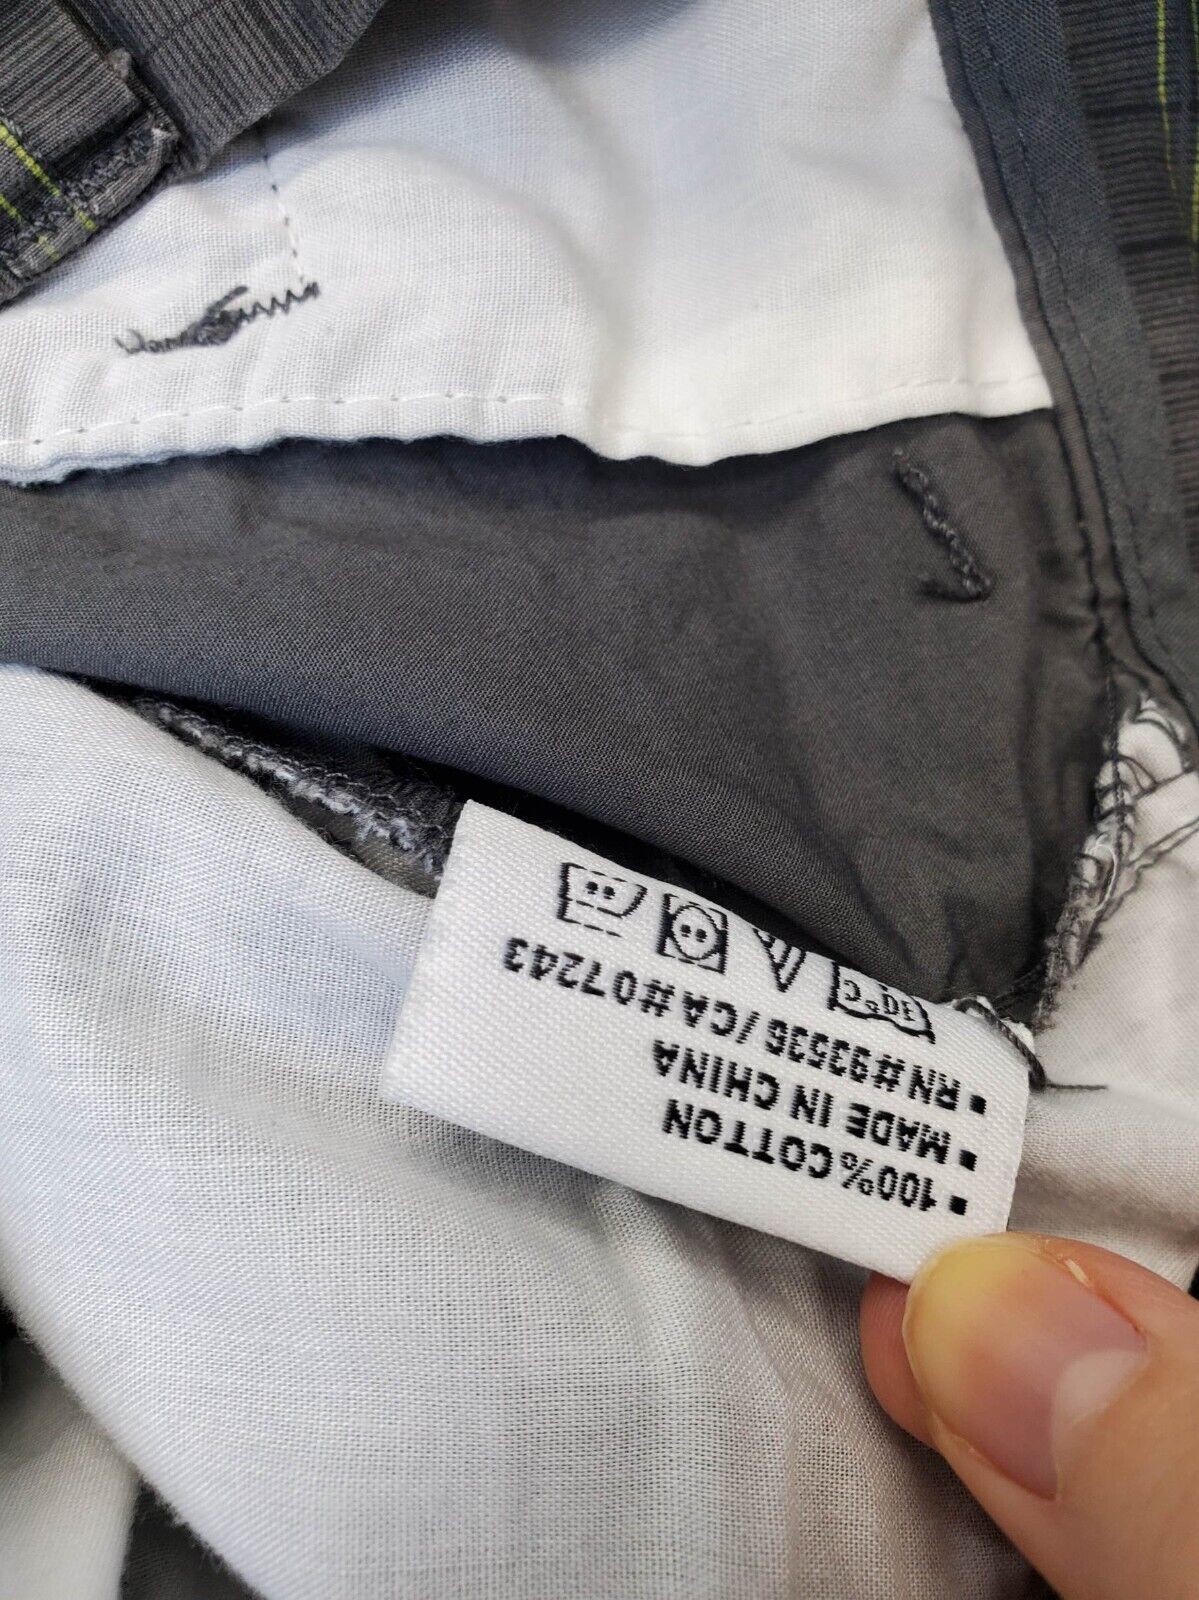 ▪ 100% COTTON
▪ MADE IN CHINA
▪ RN#93536/CA#07243